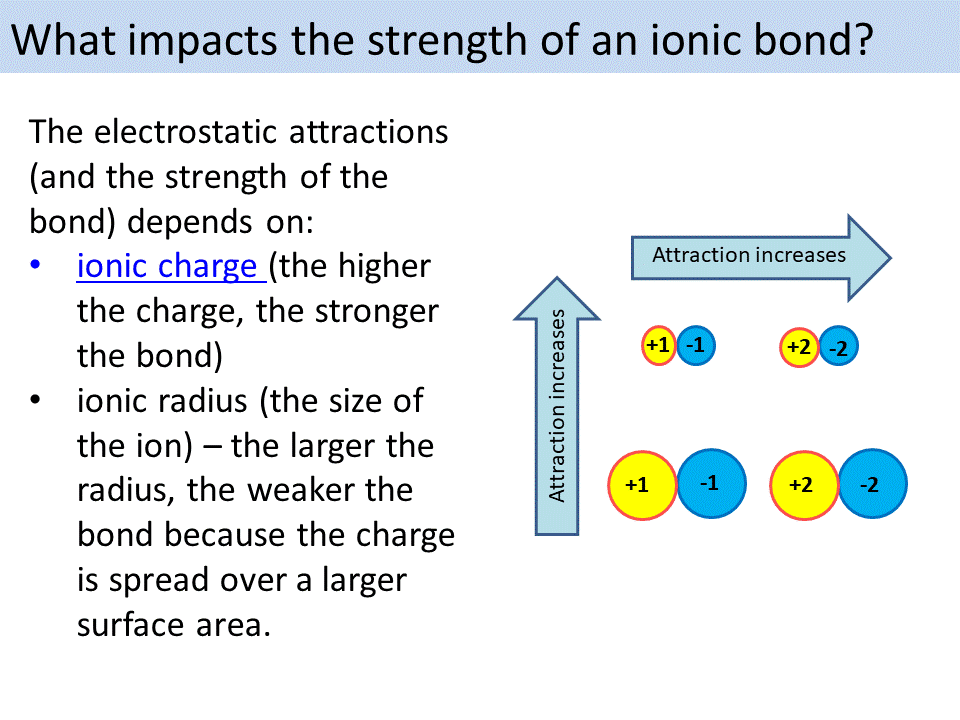 What impacts the strength of an ionic bond?
The electrostatic attractions
(and the strength of the
bond) depends on:
• ionic charge (the higher
the charge, the stronger
the bond)
• ionic radius (the size of
the ion) – the larger the
radius, the weaker the
bond because the charge
is spread over a larger
surface area.
Attraction increases
Attraction increases
+1 -1 +2 -2
+1 -1 +2 -2